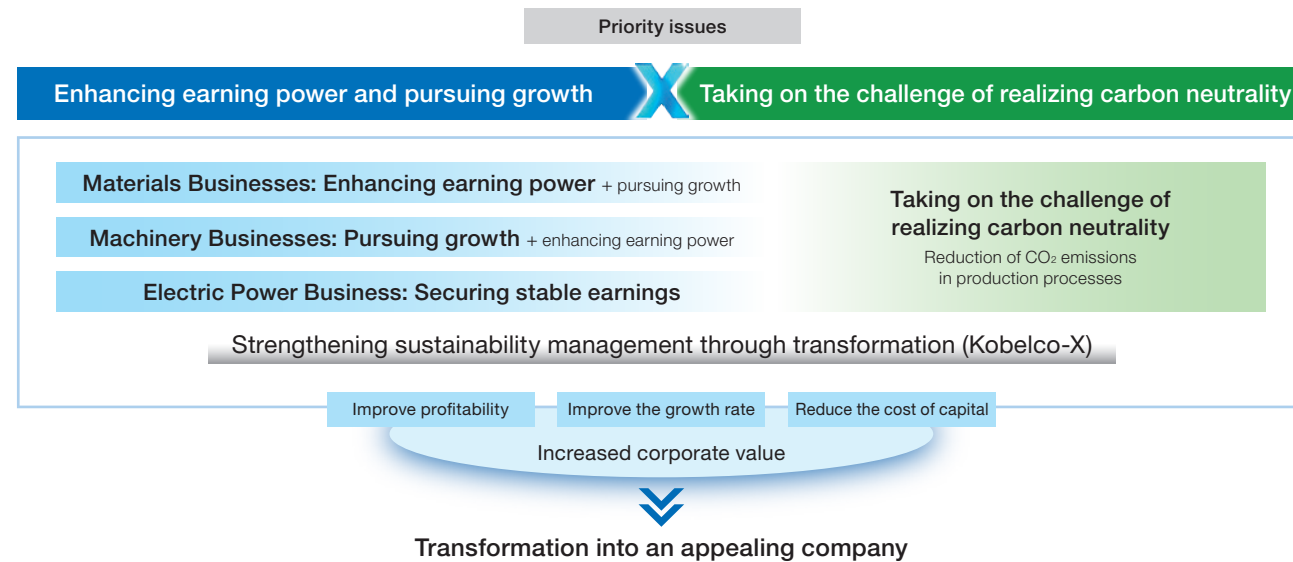 Priority issues
Enhancing earning power and pursuing growth X Taking on the challenge of realizing carbon neutrality
Materials Businesses: Enhancing earning power + pursuing growth
Machinery Businesses: Pursuing growth + enhancing earning power
Electric Power Business: Securing stable earnings
Taking on the challenge of
realizing carbon neutrality
Reduction of CO₂ emissions
in production processes
Strengthening sustainability management through transformation (Kobelco-X)
Improve profitability
Improve the growth rate
Reduce the cost of capital
Increased corporate value
Transformation into an appealing company